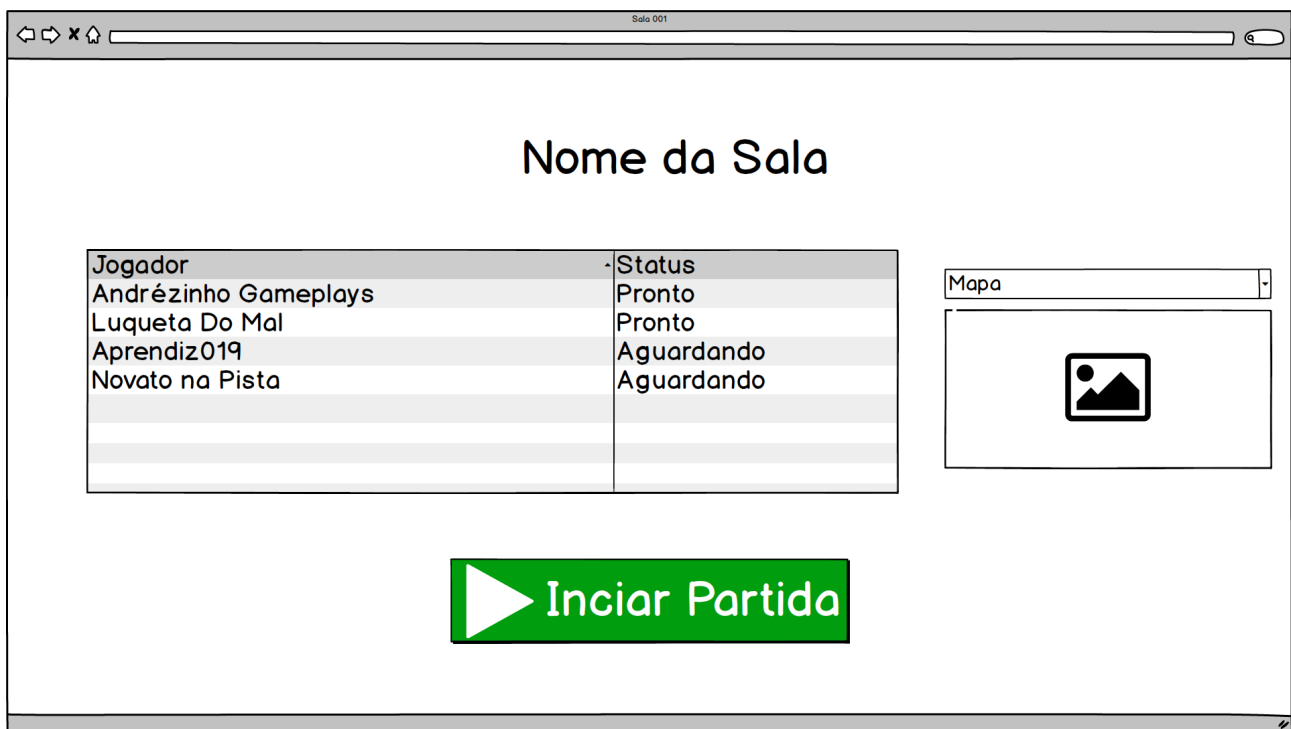 Sala 001
Nome da Sala
Jogador Status
Andrézinho Gameplays Pronto
Luqueta Do Mal Pronto
Aprendiz019 Aguardando
Novato na Pista Aguardando
Mapa
Inciar Partida